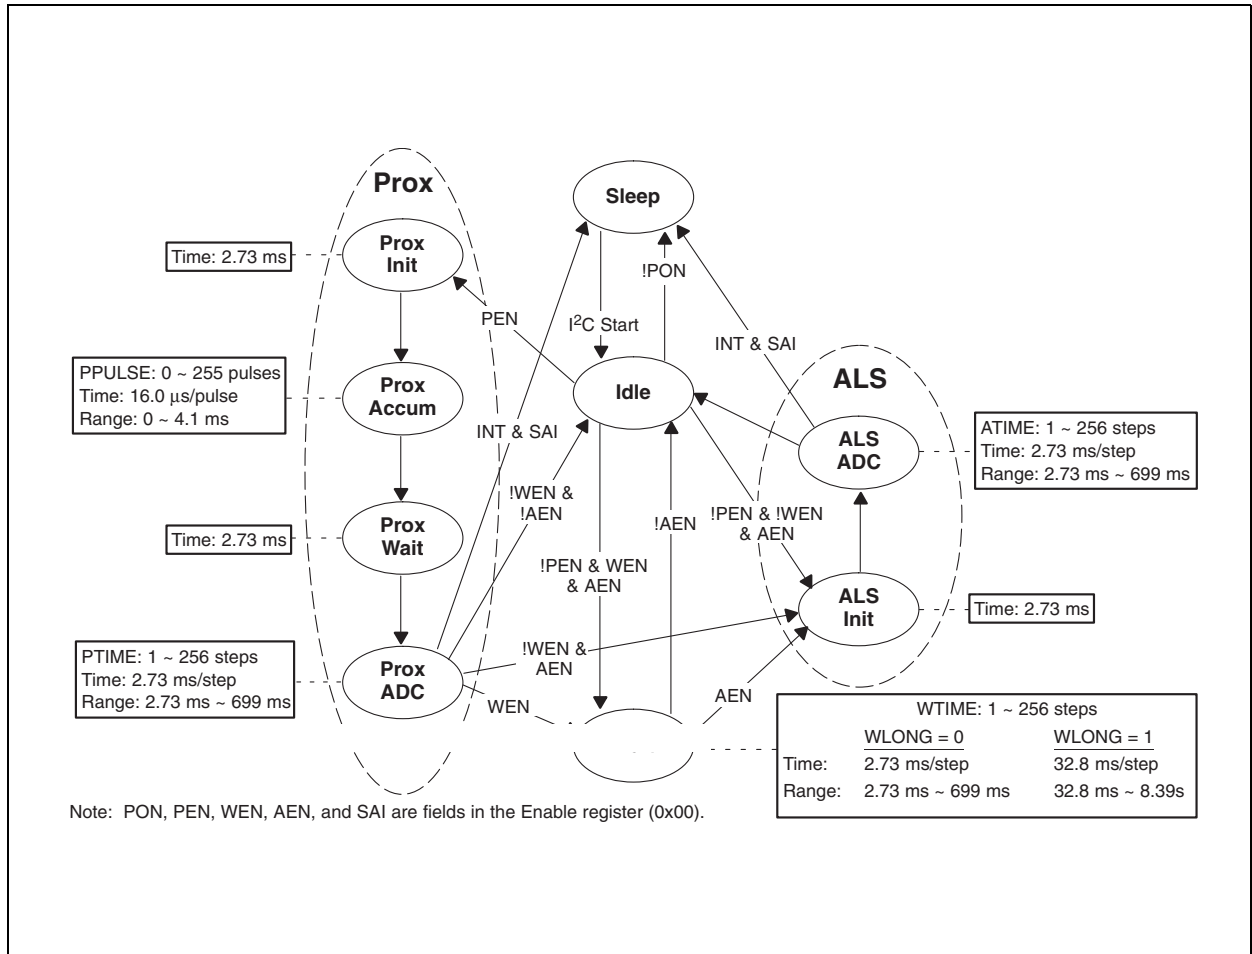 Prox
Prox
Init
Time: 2.73 ms
PPULSE: 0 ~ 255 pulses
Time: 16.0 μs/pulse
Range: 0 ~ 4.1 ms
Prox
Accum
Time: 2.73 ms
Prox
Wait
PTIME: 1 ~ 256 steps
Time: 2.73 ms/step
Range: 2.73 ms ~ 699 ms
Prox
ADC
Sleep
!PON
I²C Start
PEN
Idle
INT & SAI
INT & SAI
!WEN &
!AEN
!PEN & WEN
& AEN
!AEN
!PEN & !WEN
& AEN
!WEN &
AEN
WEN
AEN
ALS
ALS
ADC
ATIME: 1 ~ 256 steps
Time: 2.73 ms/step
Range: 2.73 ms ~ 699 ms
ALS
Init
Time: 2.73 ms
WTIME: 1 ~ 256 steps
WLONG = 0 WLONG = 1
Time: 2.73 ms/step 32.8 ms/step
Range: 2.73 ms ~ 699 ms 32.8 ms ~ 8.39s
Note: PON, PEN, WEN, AEN, and SAI are fields in the Enable register (0x00).